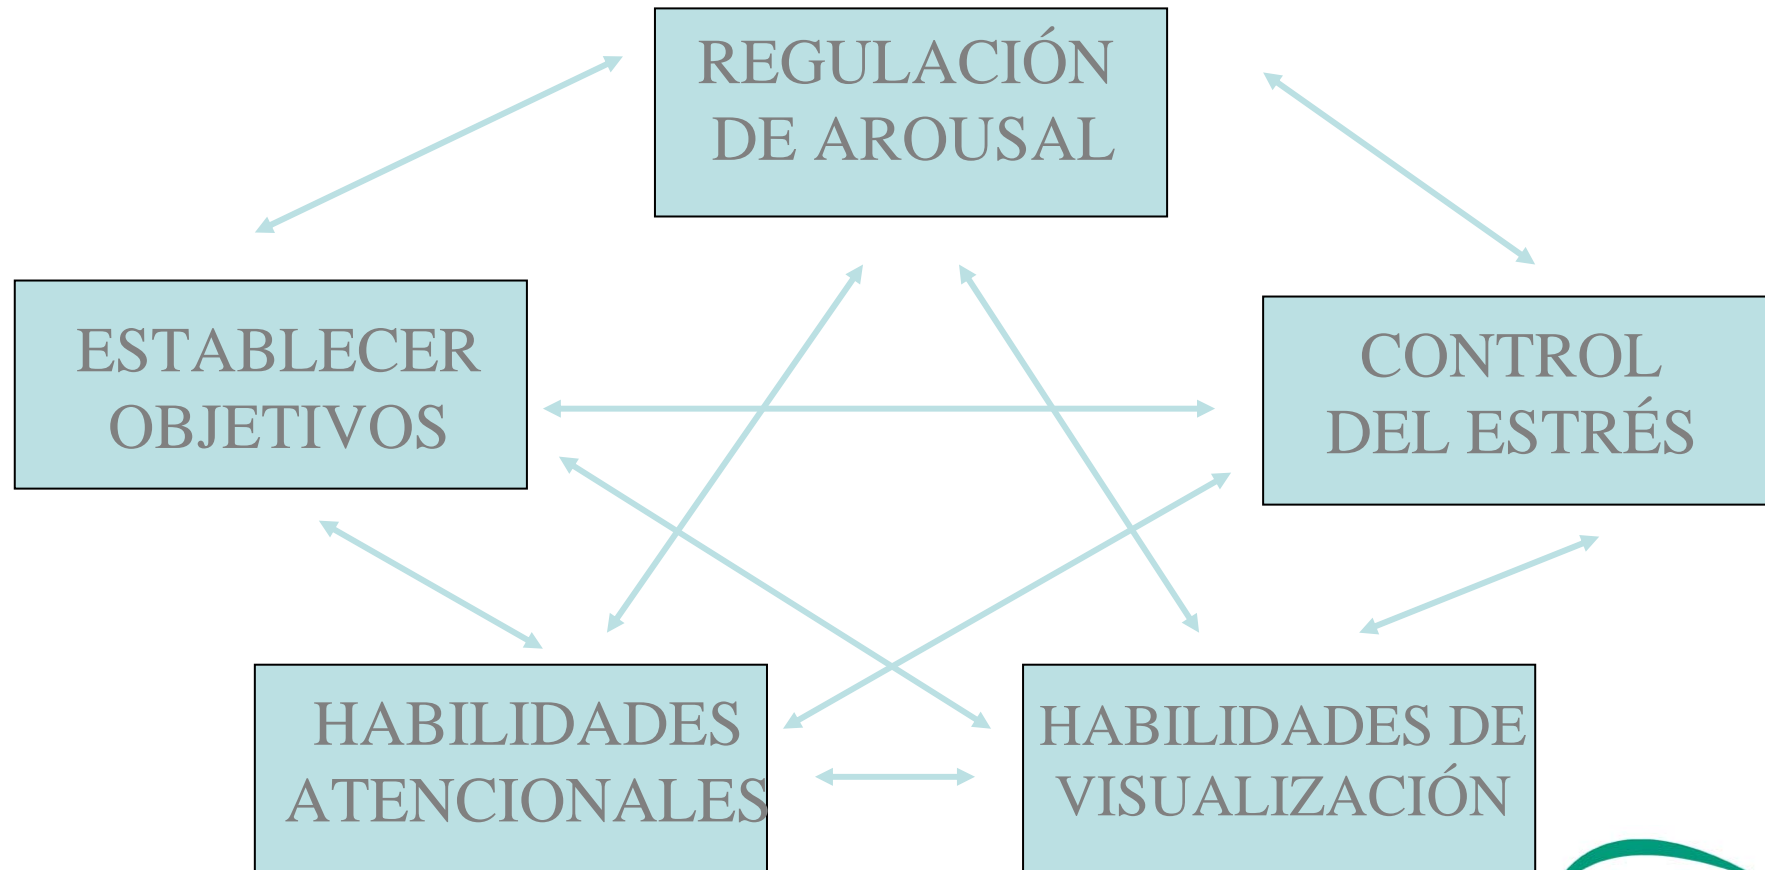 REGULACIÓN
DE AROUSAL
ESTABLECER
OBJETIVOS
CONTROL
DEL ESTRÉS
HABILIDADES
ATENCIONALES
HABILIDADES DE
VISUALIZACIÓN